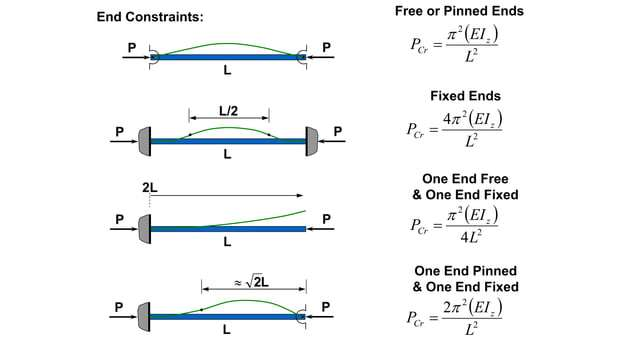 End Constraints:
Free or Pinned Ends
P
P
L
P_Cr = π²(EI_z) / L²
Fixed Ends
L/2
P
P
L
P_Cr = 4π²(EI_z) / L²
One End Free
& One End Fixed
2L
P
P
L
P_Cr = π²(EI_z) / 4L²
One End Pinned
& One End Fixed
≈ √2L
P
P
L
P_Cr = 2π²(EI_z) / L²